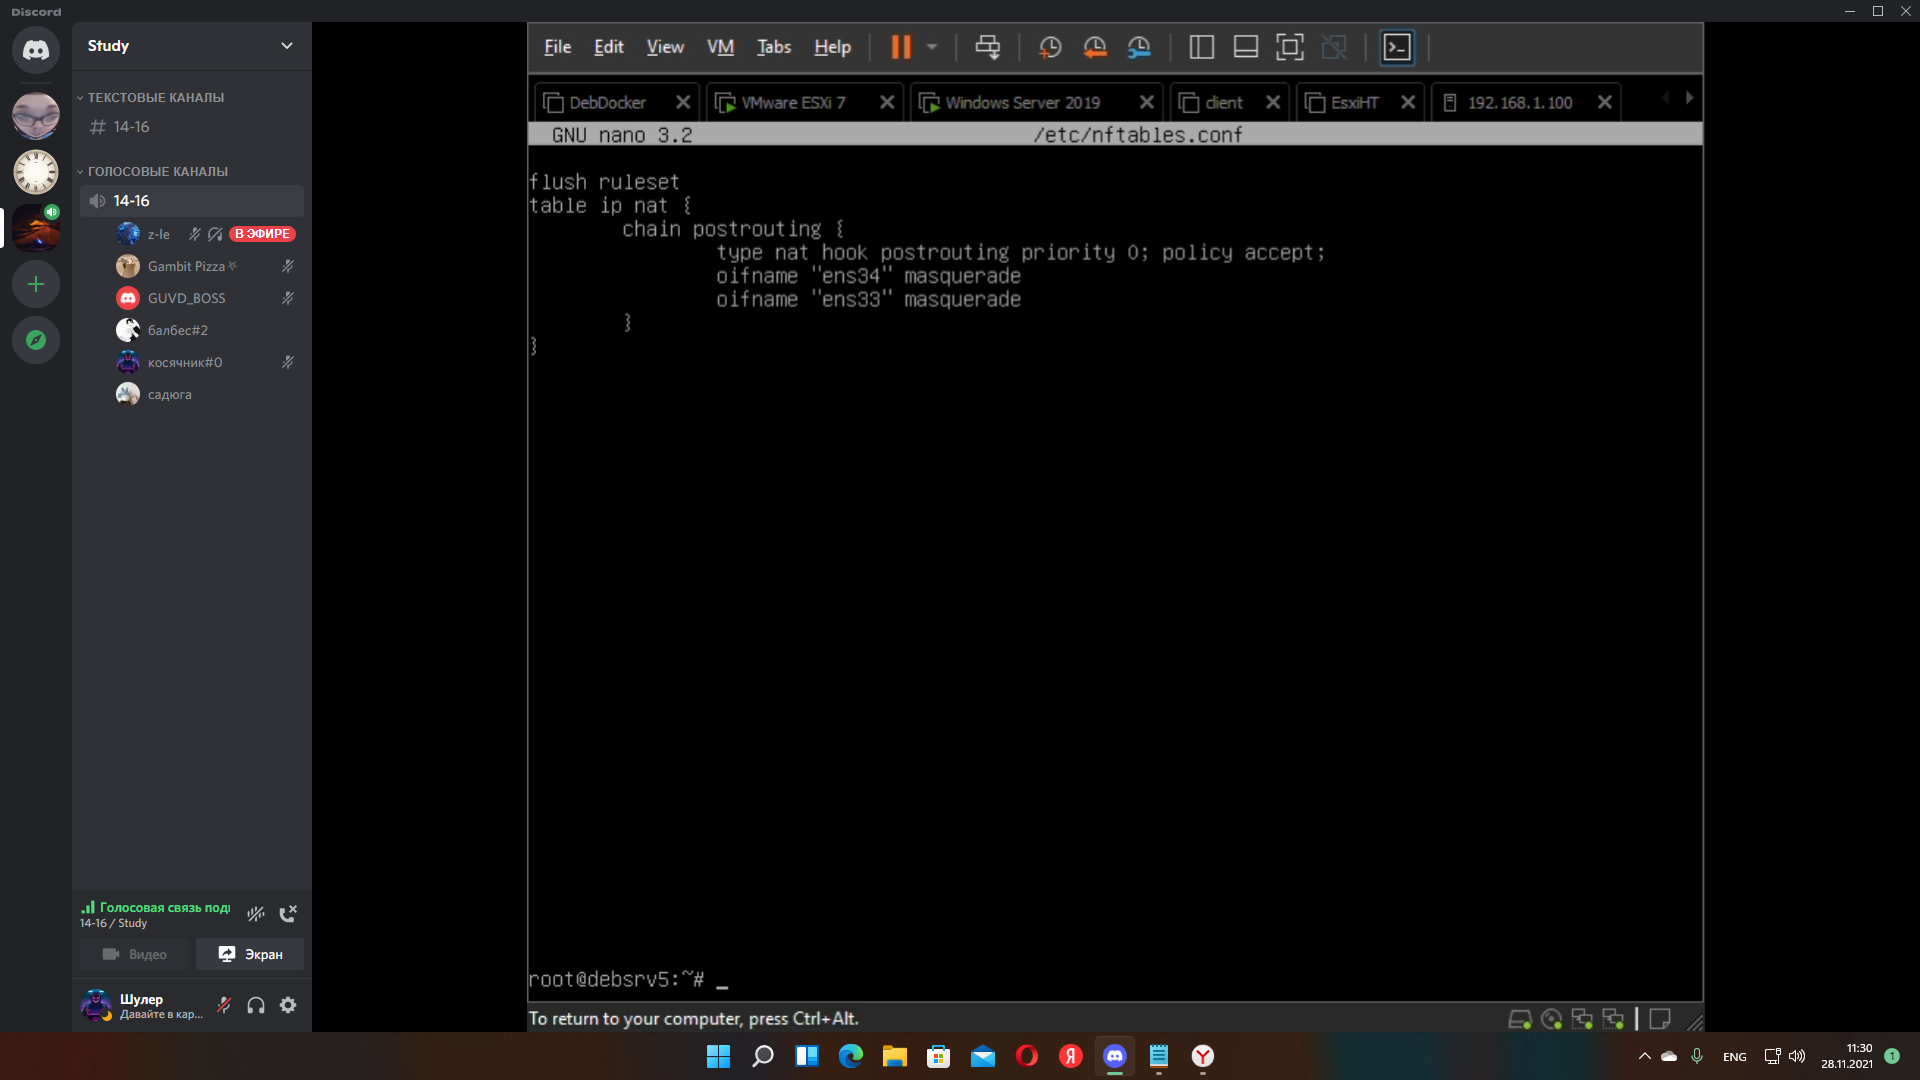 Discord
Study
ТЕКСТОВЫЕ КАНАЛЫ
14-16
ГОЛОСОВЫЕ КАНАЛЫ
14-16
z-le
В ЭФИРЕ
Gambit Pizza
GUVD_BOSS
балбес#2
косячник#0
садюга
Голосовая связь под
14-16 / Study
Видео
Экран
Шулер
Давайте в кар...
File Edit View VM Tabs Help
DebDocker
VMware ESXi 7
Windows Server 2019
client
EsxiHT
192.168.1.100
GNU nano 3.2 /etc/nftables.conf
flush ruleset
table ip nat {
chain postrouting {
type nat hook postrouting priority 0; policy accept;
oifname "ens34" masquerade
oifname "ens33" masquerade
}
}
root@debsrv5:~# _
To return to your computer, press Ctrl+Alt.
ENG
11:30
28.11.2021
1